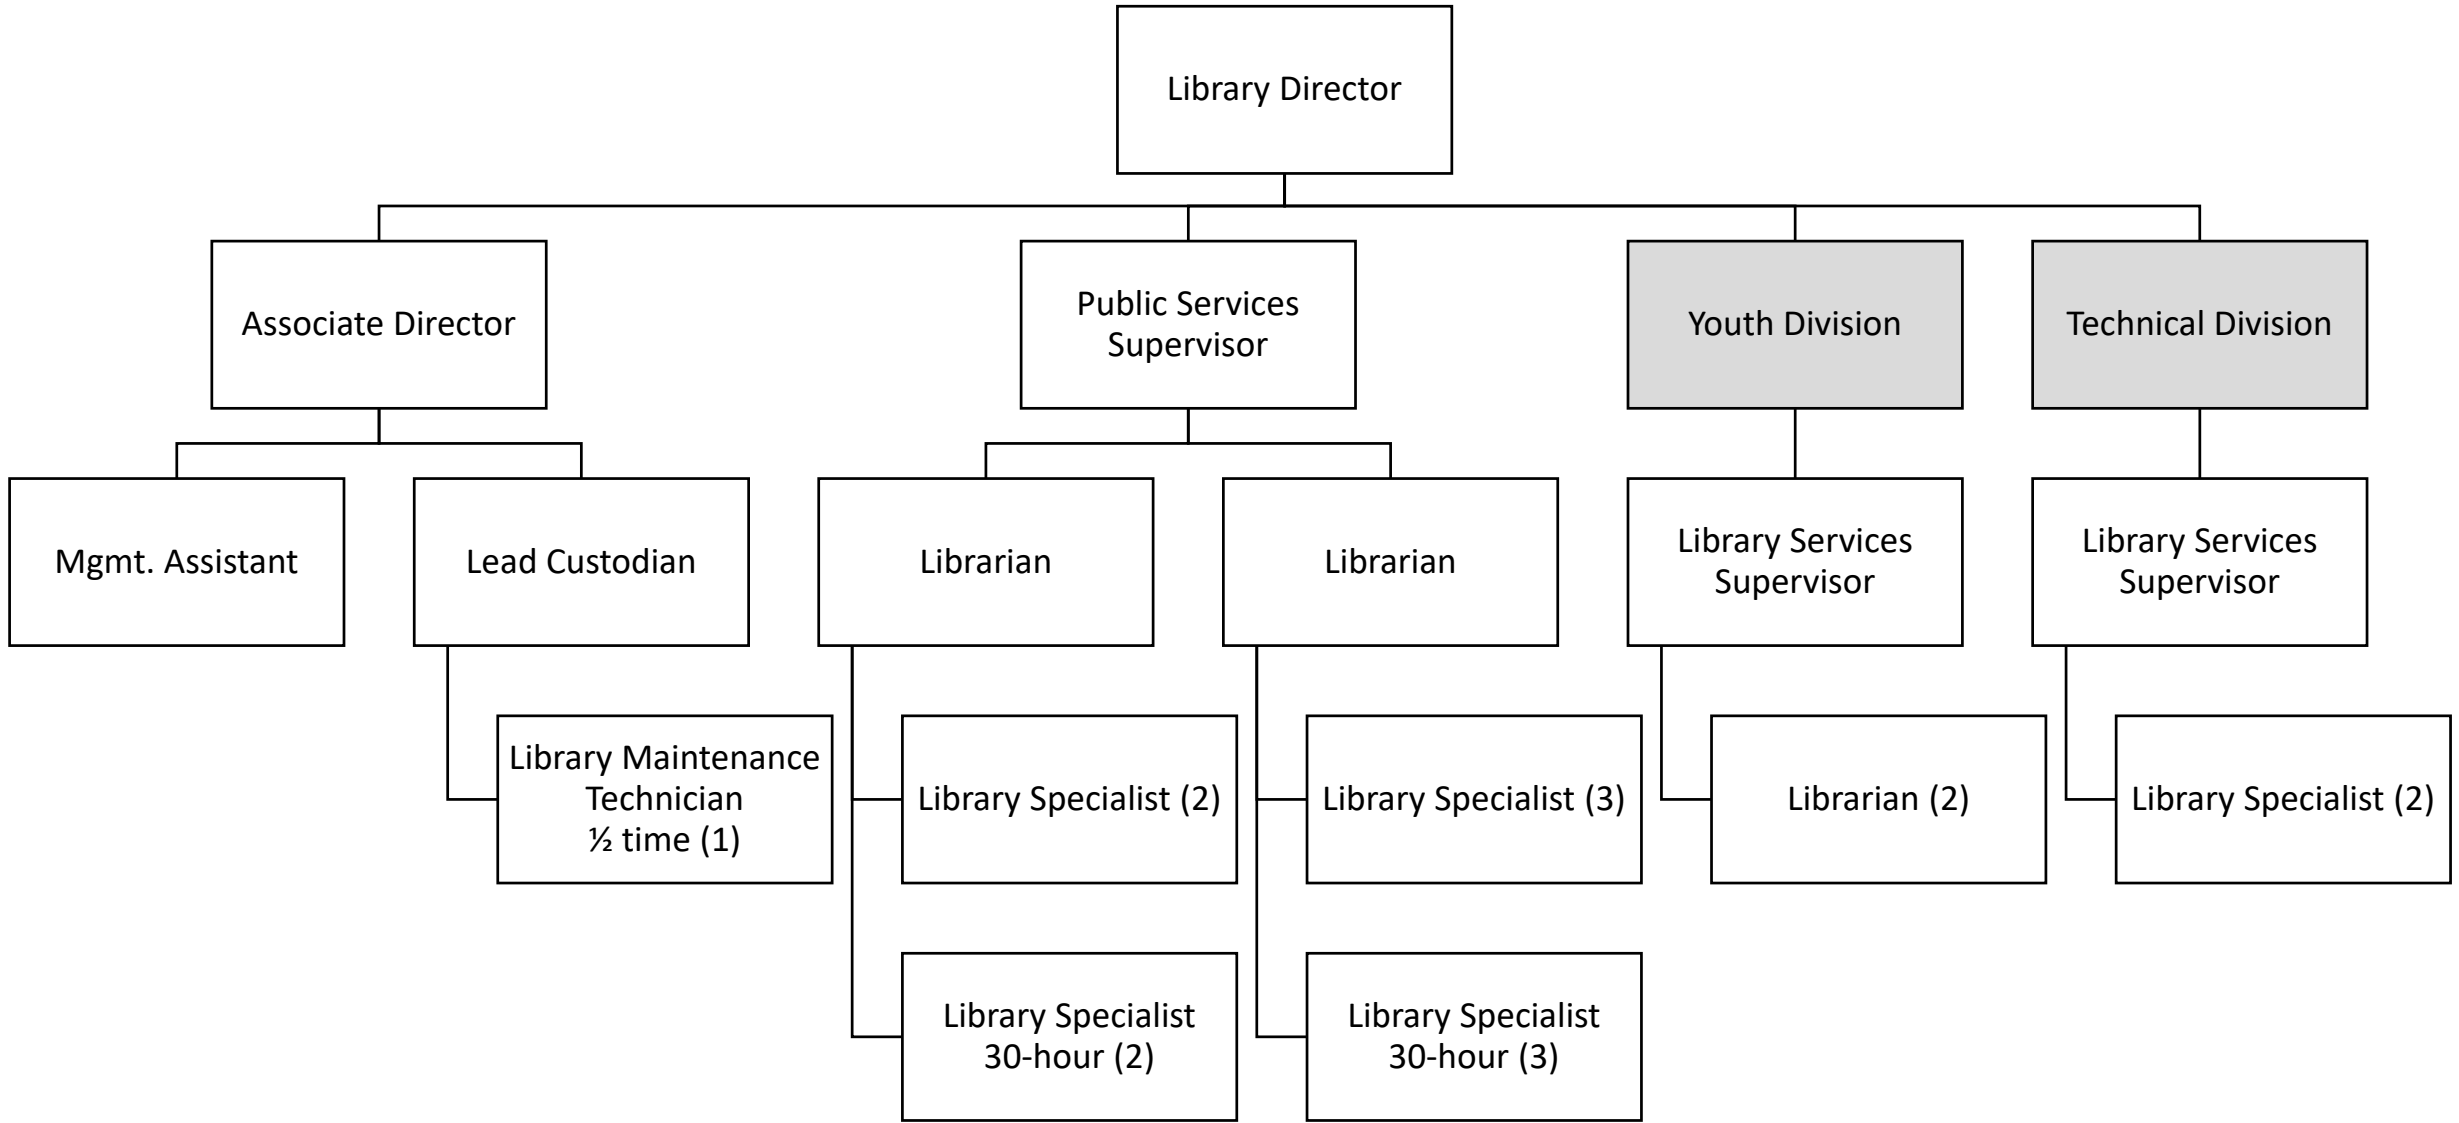 Library Director
Associate Director
Public Services
Supervisor
Youth Division
Technical Division
Mgmt. Assistant
Lead Custodian
Librarian
Librarian
Library Services
Supervisor
Library Services
Supervisor
Library Maintenance
Technician
½ time (1)
Library Specialist (2)
Library Specialist (3)
Librarian (2)
Library Specialist (2)
Library Specialist
30-hour (2)
Library Specialist
30-hour (3)